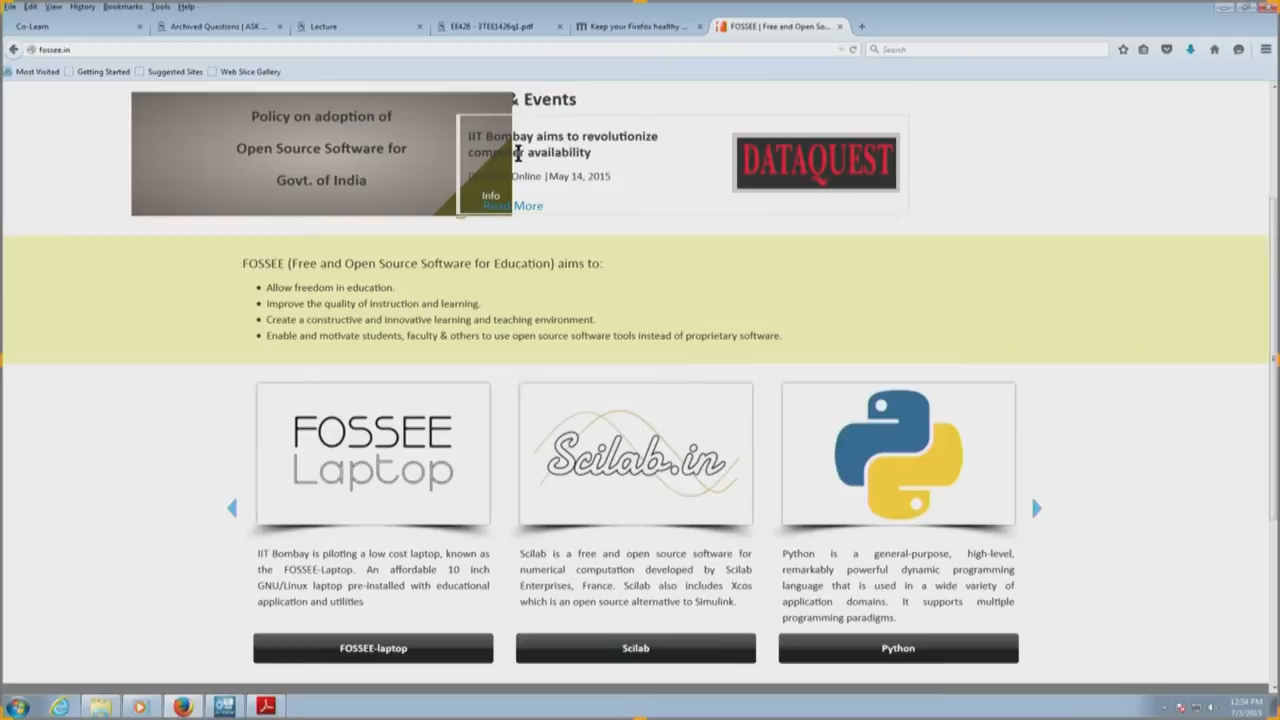 File Edit View History Bookmarks Tools Help
Co-Learn
Archived Questions | ASK ...
Lecture
EE426 - 3TEE1426q1.pdf
Keep your Firefox healthy ...
FOSSEE | Free and Open So...
fossee.in
Search
Most Visited
Getting Started
Suggested Sites
Web Slice Gallery
Policy on adoption of
Open Source Software for
Govt. of India
Info
& Events
IIT Bombay aims to revolutionize
computer availability
Online | May 14, 2015
Read More
DATAQUEST
FOSSEE (Free and Open Source Software for Education) aims to:
• Allow freedom in education.
• Improve the quality of instruction and learning.
• Create a constructive and innovative learning and teaching environment.
• Enable and motivate students, faculty & others to use open source software tools instead of proprietary software.
FOSSEE
Laptop
IIT Bombay is piloting a low cost laptop, known as
the FOSSEE-Laptop. An affordable 10 inch
GNU/Linux laptop pre-installed with educational
application and utilities
FOSSEE-laptop
Scilab.in
Scilab is a free and open source software for
numerical computation developed by Scilab
Enterprises, France. Scilab also includes Xcos
which is an open source alternative to Simulink.
Scilab
Python is a general-purpose, high-level,
remarkably powerful dynamic programming
language that is used in a wide variety of
application domains. It supports multiple
programming paradigms.
Python
12:54 PM
7/3/2015